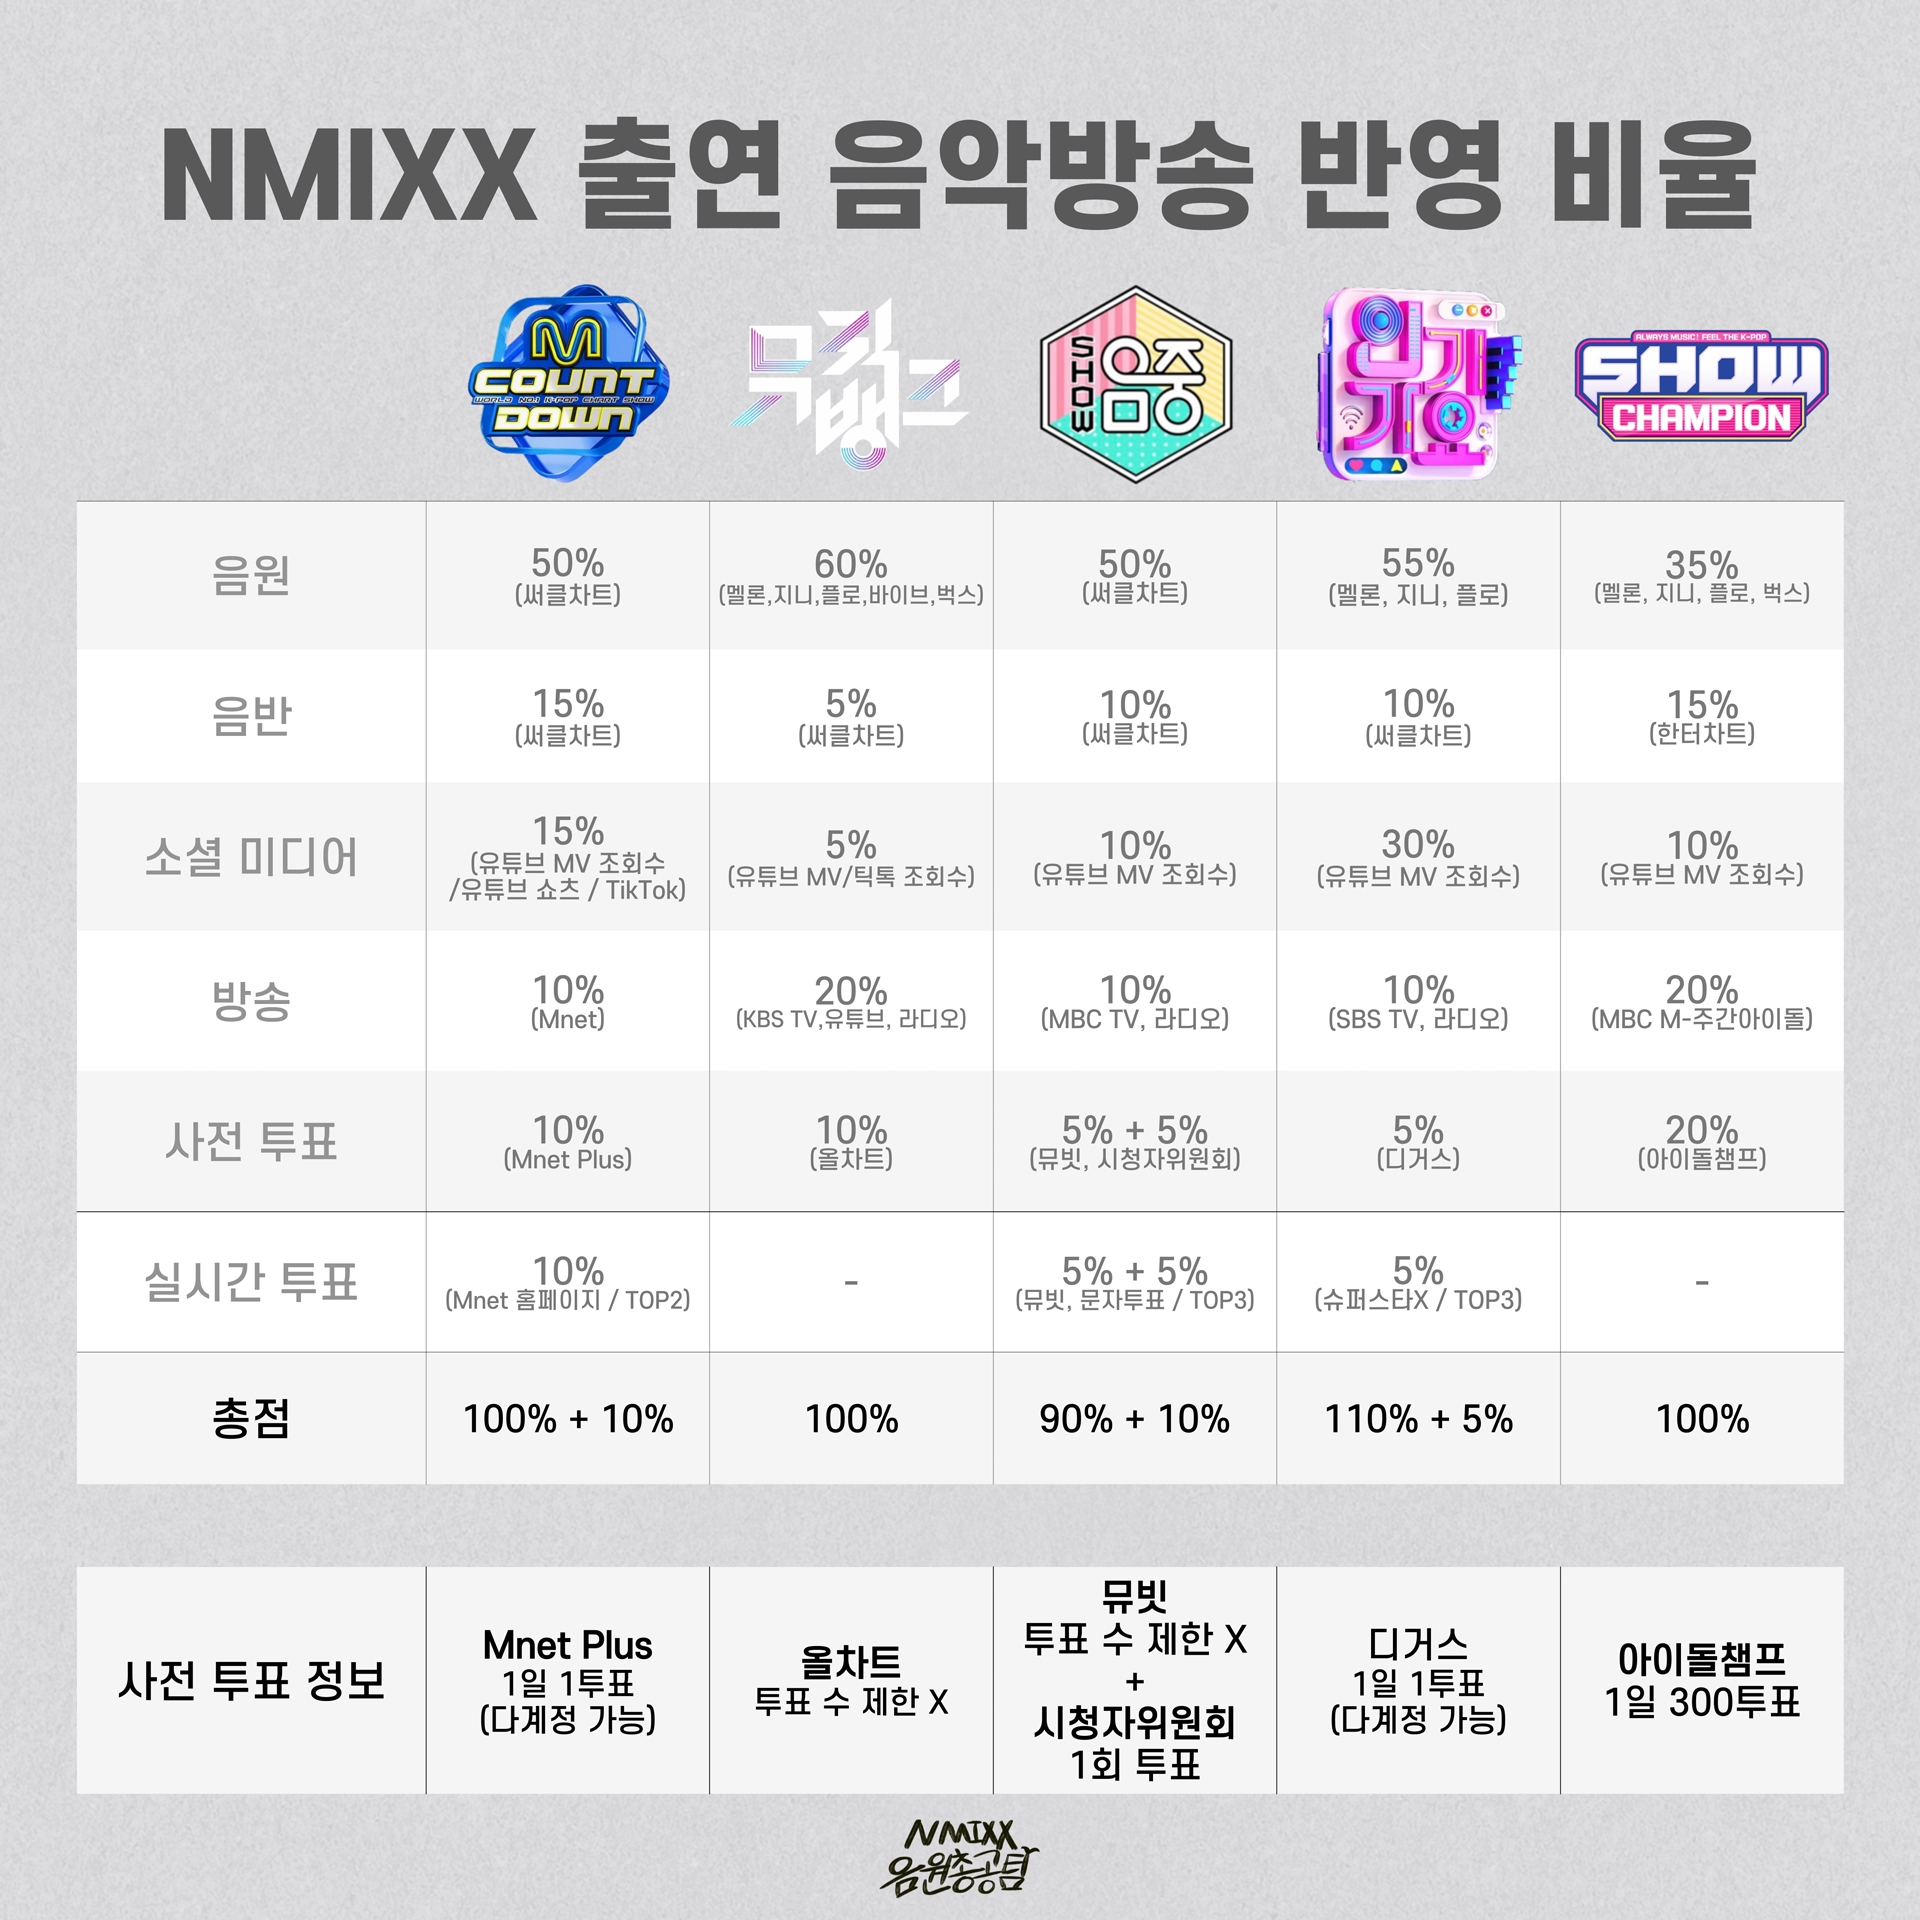 NMIXX 출연 음악방송 반영 비율
M
COUNT
WORLD NO.1 K-POP CHART SHOW
DOWN
뮤직
뱅크
SHOW
음중
인기
가요
ALWAYS MUSIC! FEEL THE K-POP
SHOW
CHAMPION
음원
50%
(써클차트)
60%
(멜론,지니,플로,바이브,벅스)
50%
(써클차트)
55%
(멜론, 지니, 플로)
35%
(멜론, 지니, 플로, 벅스)
음반
15%
(써클차트)
5%
(써클차트)
10%
(써클차트)
10%
(써클차트)
15%
(한터차트)
소셜 미디어
15%
(유튜브 MV 조회수
/유튜브 쇼츠 / TikTok)
5%
(유튜브 MV/틱톡 조회수)
10%
(유튜브 MV 조회수)
30%
(유튜브 MV 조회수)
10%
(유튜브 MV 조회수)
방송
10%
(Mnet)
20%
(KBS TV,유튜브, 라디오)
10%
(MBC TV, 라디오)
10%
(SBS TV, 라디오)
20%
(MBC M-주간아이돌)
사전 투표
10%
(Mnet Plus)
10%
(올차트)
5% + 5%
(뮤빗, 시청자위원회)
5%
(디거스)
20%
(아이돌챔프)
실시간 투표
10%
(Mnet 홈페이지 / TOP2)
-
5% + 5%
(뮤빗, 문자투표 / TOP3)
5%
(슈퍼스타X / TOP3)
-
총점
100% + 10%
100%
90% + 10%
110% + 5%
100%
사전 투표 정보
Mnet Plus
1일 1투표
(다계정 가능)
올차트
투표 수 제한 X
뮤빗
투표 수 제한 X
+
시청자위원회
1회 투표
디거스
1일 1투표
(다계정 가능)
아이돌챔프
1일 300투표
NMIXX
음원총공팀